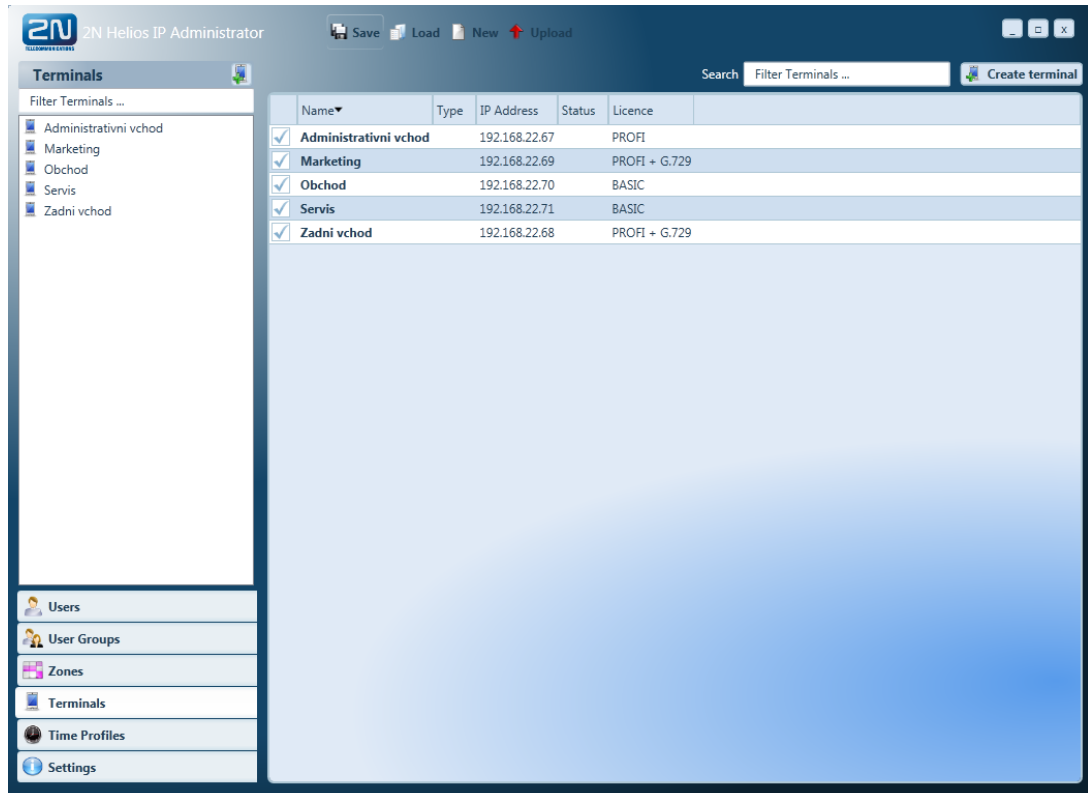 2N 2N Helios IP Administrator Save Load New Upload _ □ x
TELECOMMUNICATIONS
Terminals
Search Filter Terminals ... Create terminal
Filter Terminals ...
Administrativni vchod
Marketing
Obchod
Servis
Zadni vchod
Name Type IP Address Status Licence
Administrativni vchod 192.168.22.67 PROFI
Marketing 192.168.22.69 PROFI + G.729
Obchod 192.168.22.70 BASIC
Servis 192.168.22.71 BASIC
Zadni vchod 192.168.22.68 PROFI + G.729
Users
User Groups
Zones
Terminals
Time Profiles
Settings